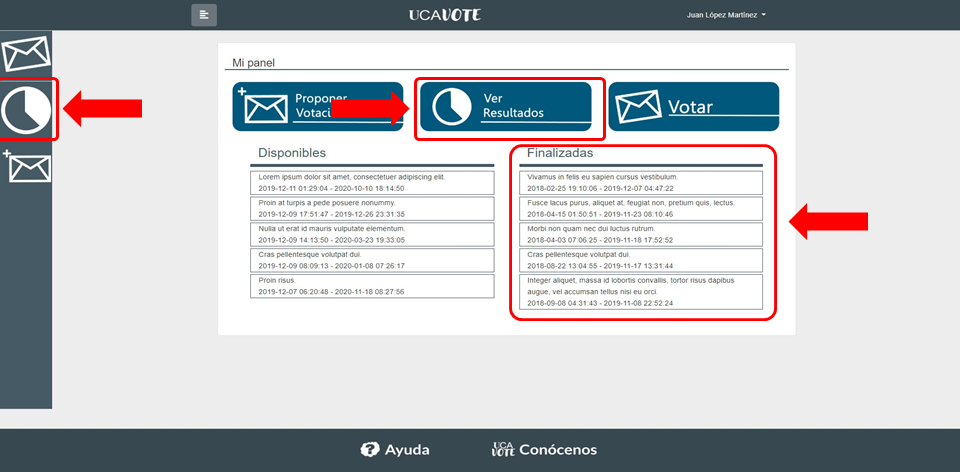 UCAVOTE
Juan López Martínez
Mi panel
Proponer
Ver
Resultados
Votar
Disponibles
Lorem ipsum dolor sit amet, consectetuer adipiscing elit.
2019-12-11 01:29:04 - 2020-10-10 18:14:50
Proin at turpis a pede posuere nonummy.
2019-12-09 17:51:47 - 2019-12-26 23:31:35
Nulla ut erat id mauris vulputate elementum.
2019-12-09 14:13:50 - 2020-03-23 19:33:05
Cras pellentesque volutpat dui.
2019-12-09 08:09:13 - 2020-01-08 07:26:17
Proin risus.
2019-12-07 06:20:48 - 2020-11-18 08:27:56
Finalizadas
Vivamus in felis eu sapien cursus vestibulum.
2018-02-25 19:10:06 - 2019-12-07 04:47:22
Fusce lacus purus, aliquet at, feugiat non, pretium quis, lectus.
2018-04-15 01:50:51 - 2019-11-23 08:10:46
Morbi non quam nec dui luctus rutrum.
2018-04-03 07:06:25 - 2019-11-18 17:52:52
Cras pellentesque volutpat dui.
2018-08-22 13:04:55 - 2019-11-17 13:31:44
Integer aliquet, massa id lobortis convallis, tortor risus dapibus
augue, vel accumsan tellus nisi eu orci.
2018-09-08 04:31:43 - 2019-11-08 22:52:24
Ayuda
UCA
VOTE Conócenos